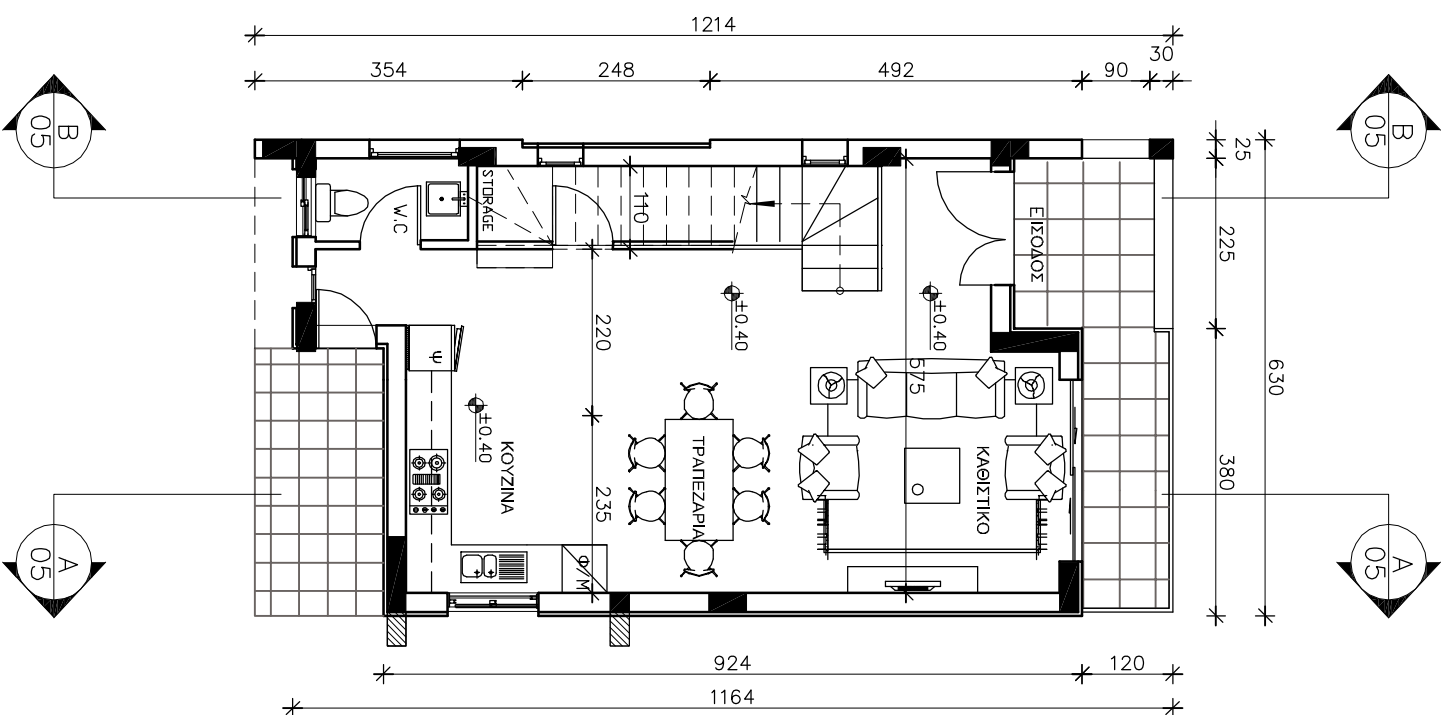 1214
30
354
248
492
90
B
05
B
05
25
STORAGE
110
W.C
ΕΙΣΟΔΟΣ
225
±0.40
±0.40
220
630
Ψ
575
±0.40
ΚΟΥΖΙΝΑ
ΤΡΑΠΕΖΑΡΙΑ
ΚΑΘΙΣΤΙΚΟ
380
235
A
05
Φ/Μ
A
05
924
120
1164